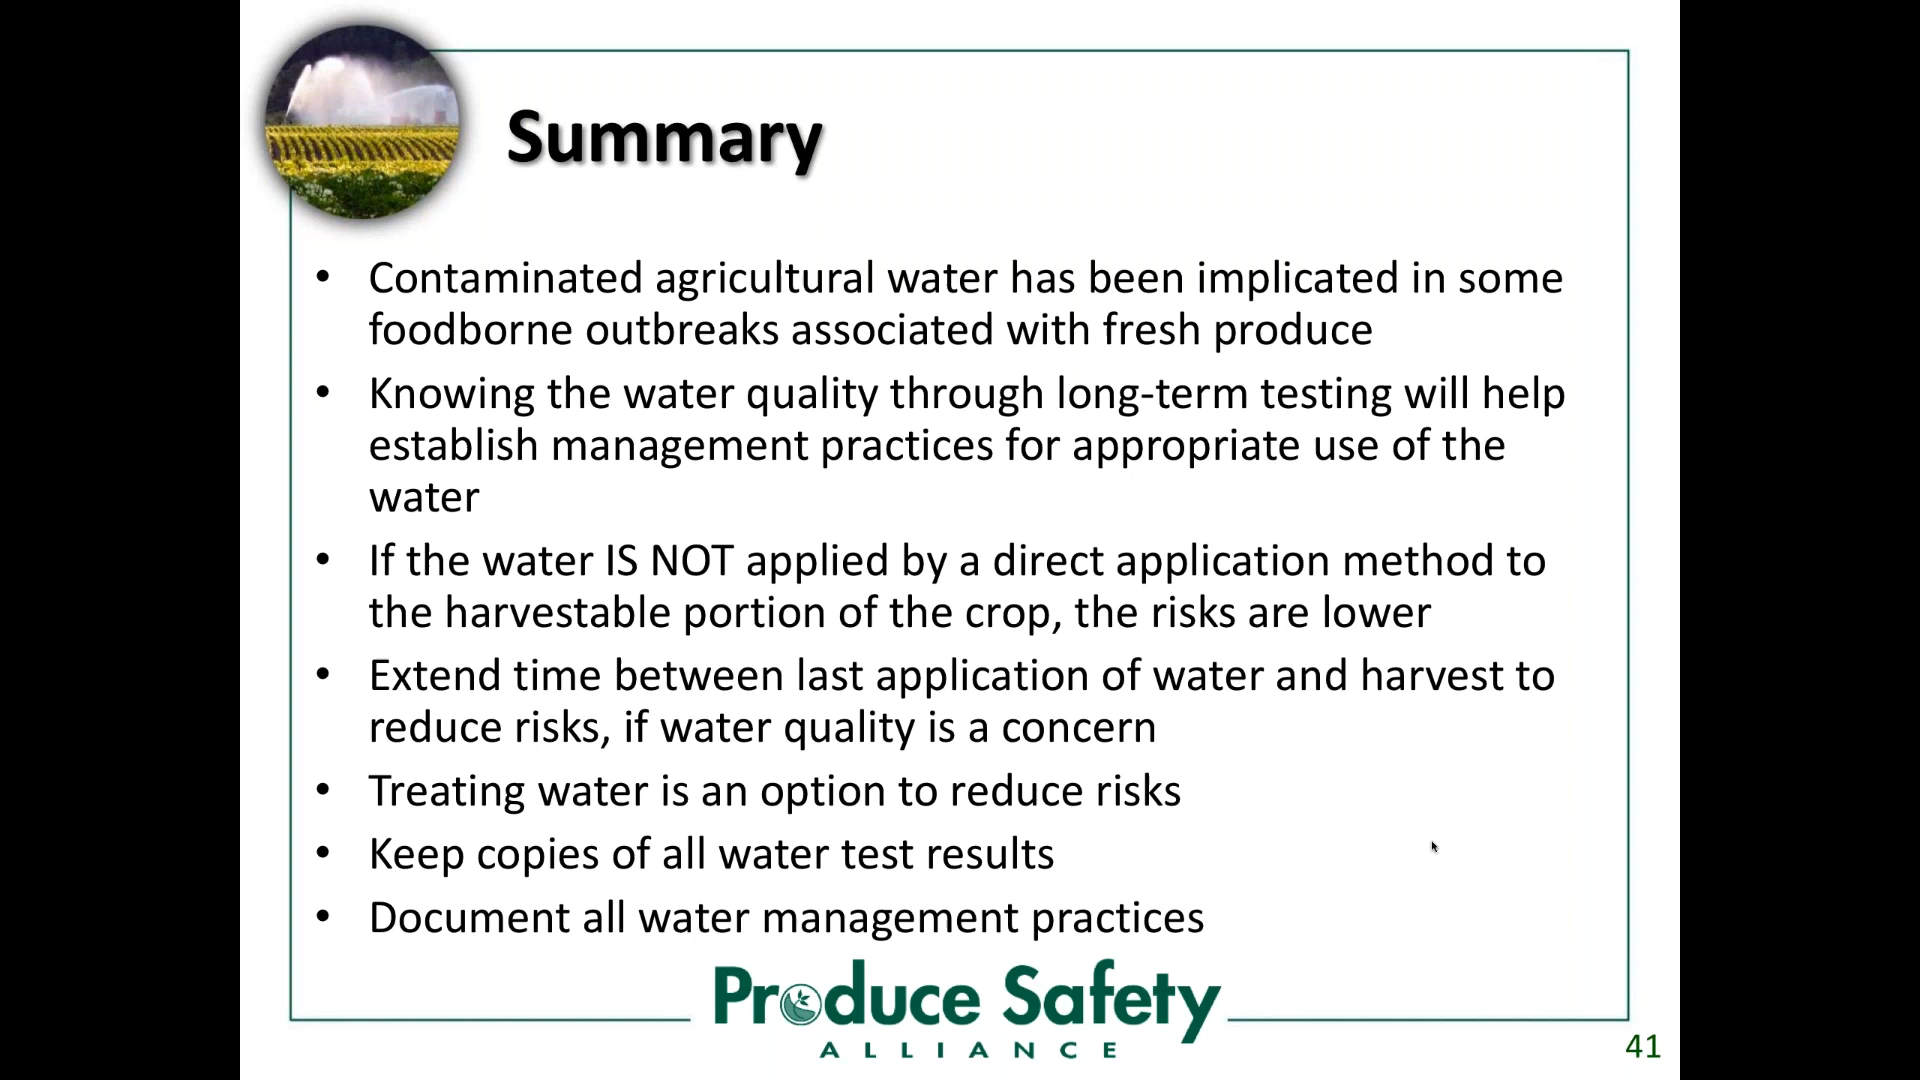 Summary
• Contaminated agricultural water has been implicated in some
foodborne outbreaks associated with fresh produce
• Knowing the water quality through long-term testing will help
establish management practices for appropriate use of the
water
• If the water IS NOT applied by a direct application method to
the harvestable portion of the crop, the risks are lower
• Extend time between last application of water and harvest to
reduce risks, if water quality is a concern
• Treating water is an option to reduce risks
• Keep copies of all water test results
• Document all water management practices
Produce Safety
ALLIANCE
41